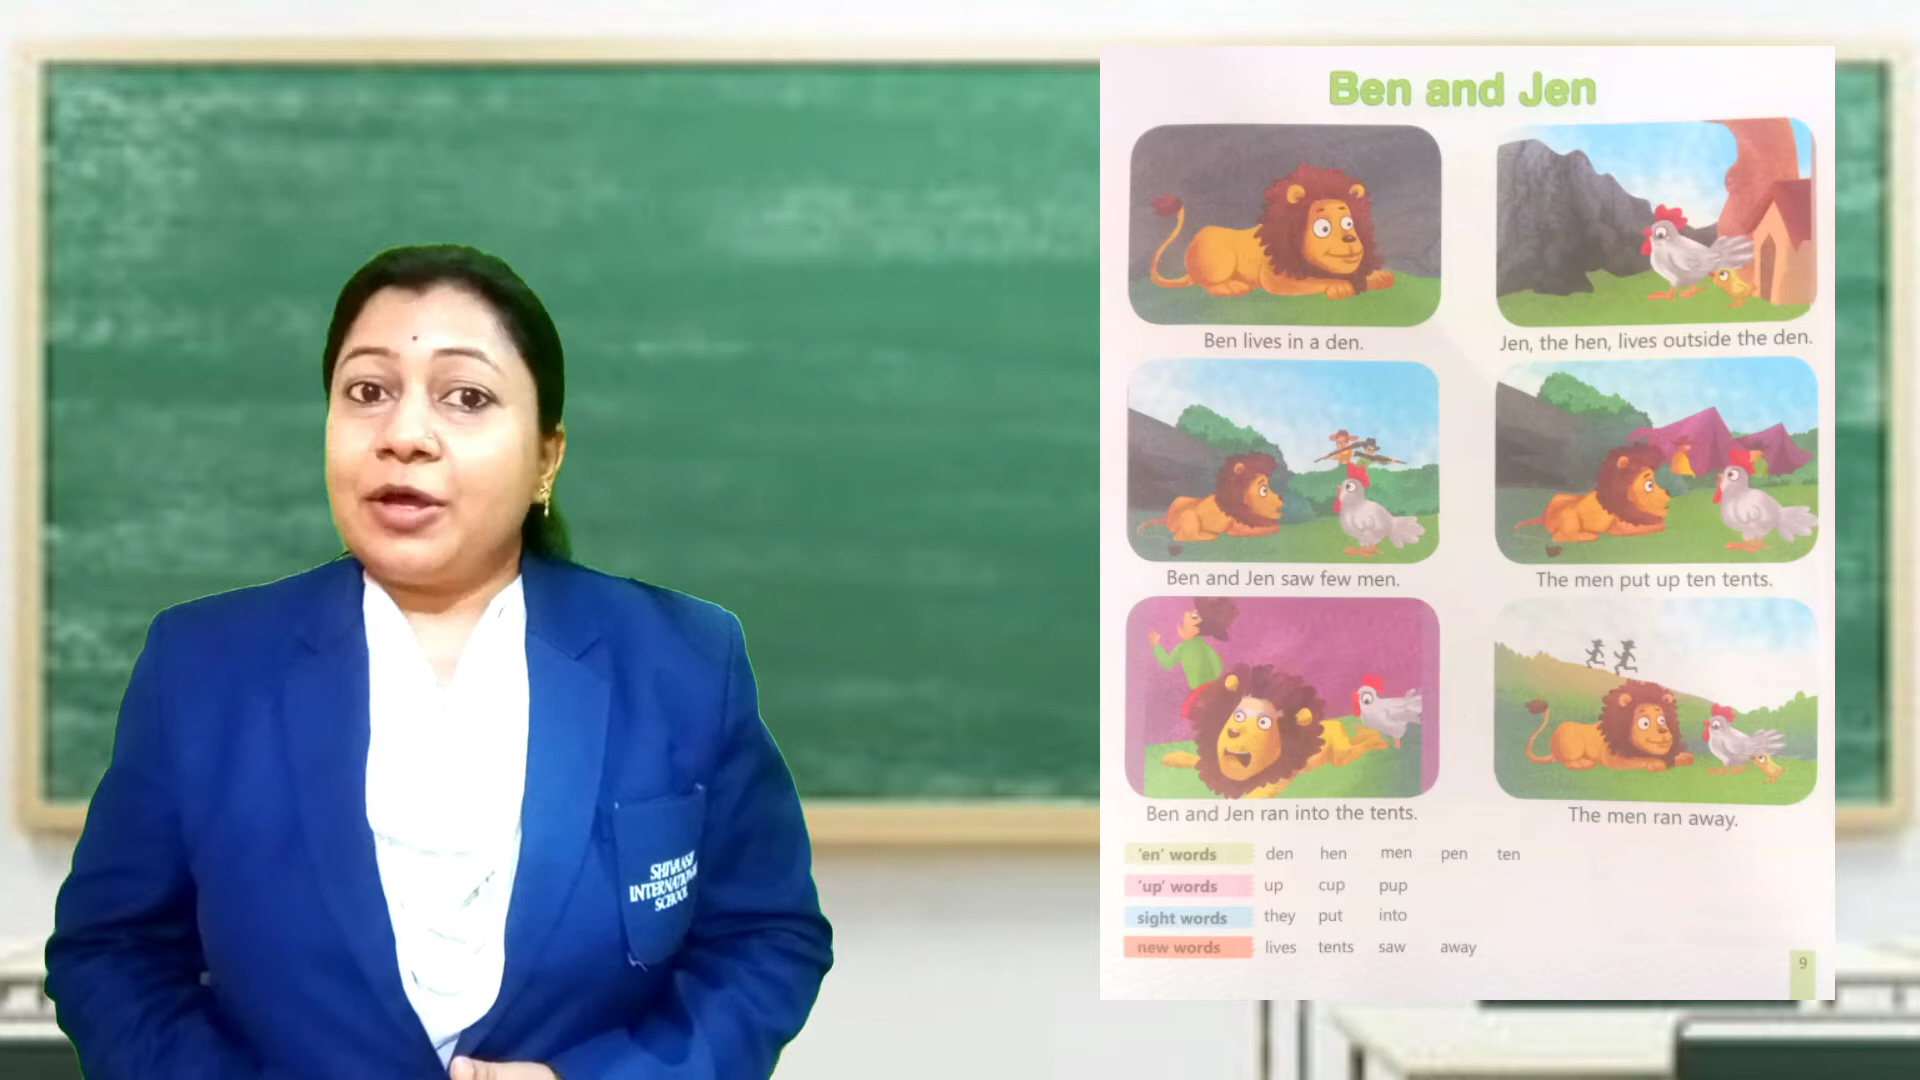 Ben and Jen
Ben lives in a den.
Jen, the hen, lives outside the den.
Ben and Jen saw few men.
The men put up ten tents.
Ben and Jen ran into the tents.
The men ran away.
'en' words den hen men pen ten
'up' words up cup pup
sight words they put into
new words lives tents saw away
9
SHIVAASH
INTERNATIONAL
SCHOOL